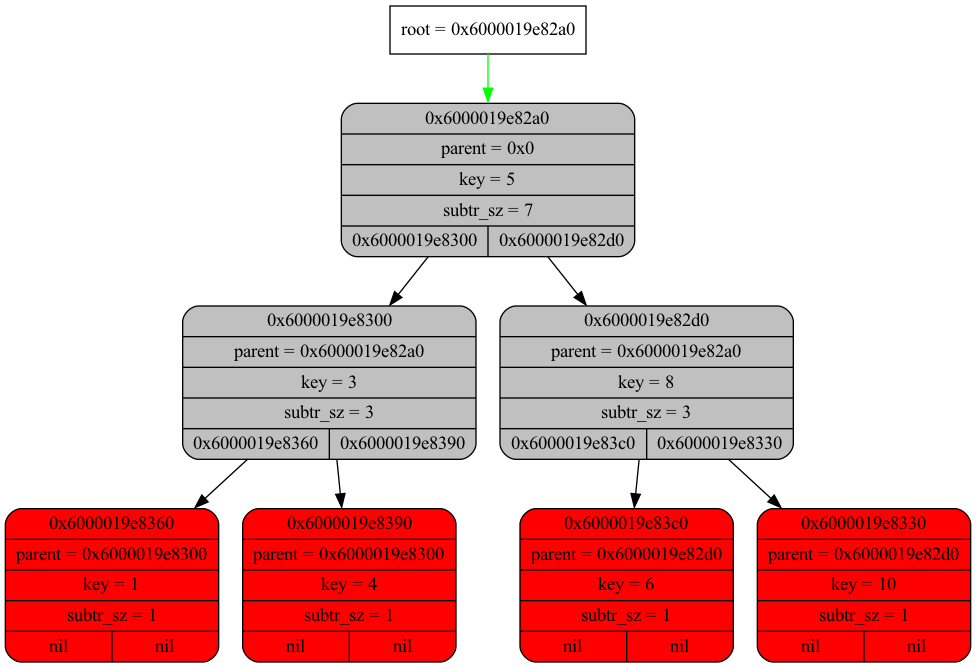 root = 0x6000019e82a0
0x6000019e82a0
parent = 0x0
key = 5
subtr_sz = 7
0x6000019e8300 0x6000019e82d0
0x6000019e8300
parent = 0x6000019e82a0
key = 3
subtr_sz = 3
0x6000019e8360 0x6000019e8390
0x6000019e82d0
parent = 0x6000019e82a0
key = 8
subtr_sz = 3
0x6000019e83c0 0x6000019e8330
0x6000019e8360
parent = 0x6000019e8300
key = 1
subtr_sz = 1
nil nil
0x6000019e8390
parent = 0x6000019e8300
key = 4
subtr_sz = 1
nil nil
0x6000019e83c0
parent = 0x6000019e82d0
key = 6
subtr_sz = 1
nil nil
0x6000019e8330
parent = 0x6000019e82d0
key = 10
subtr_sz = 1
nil nil